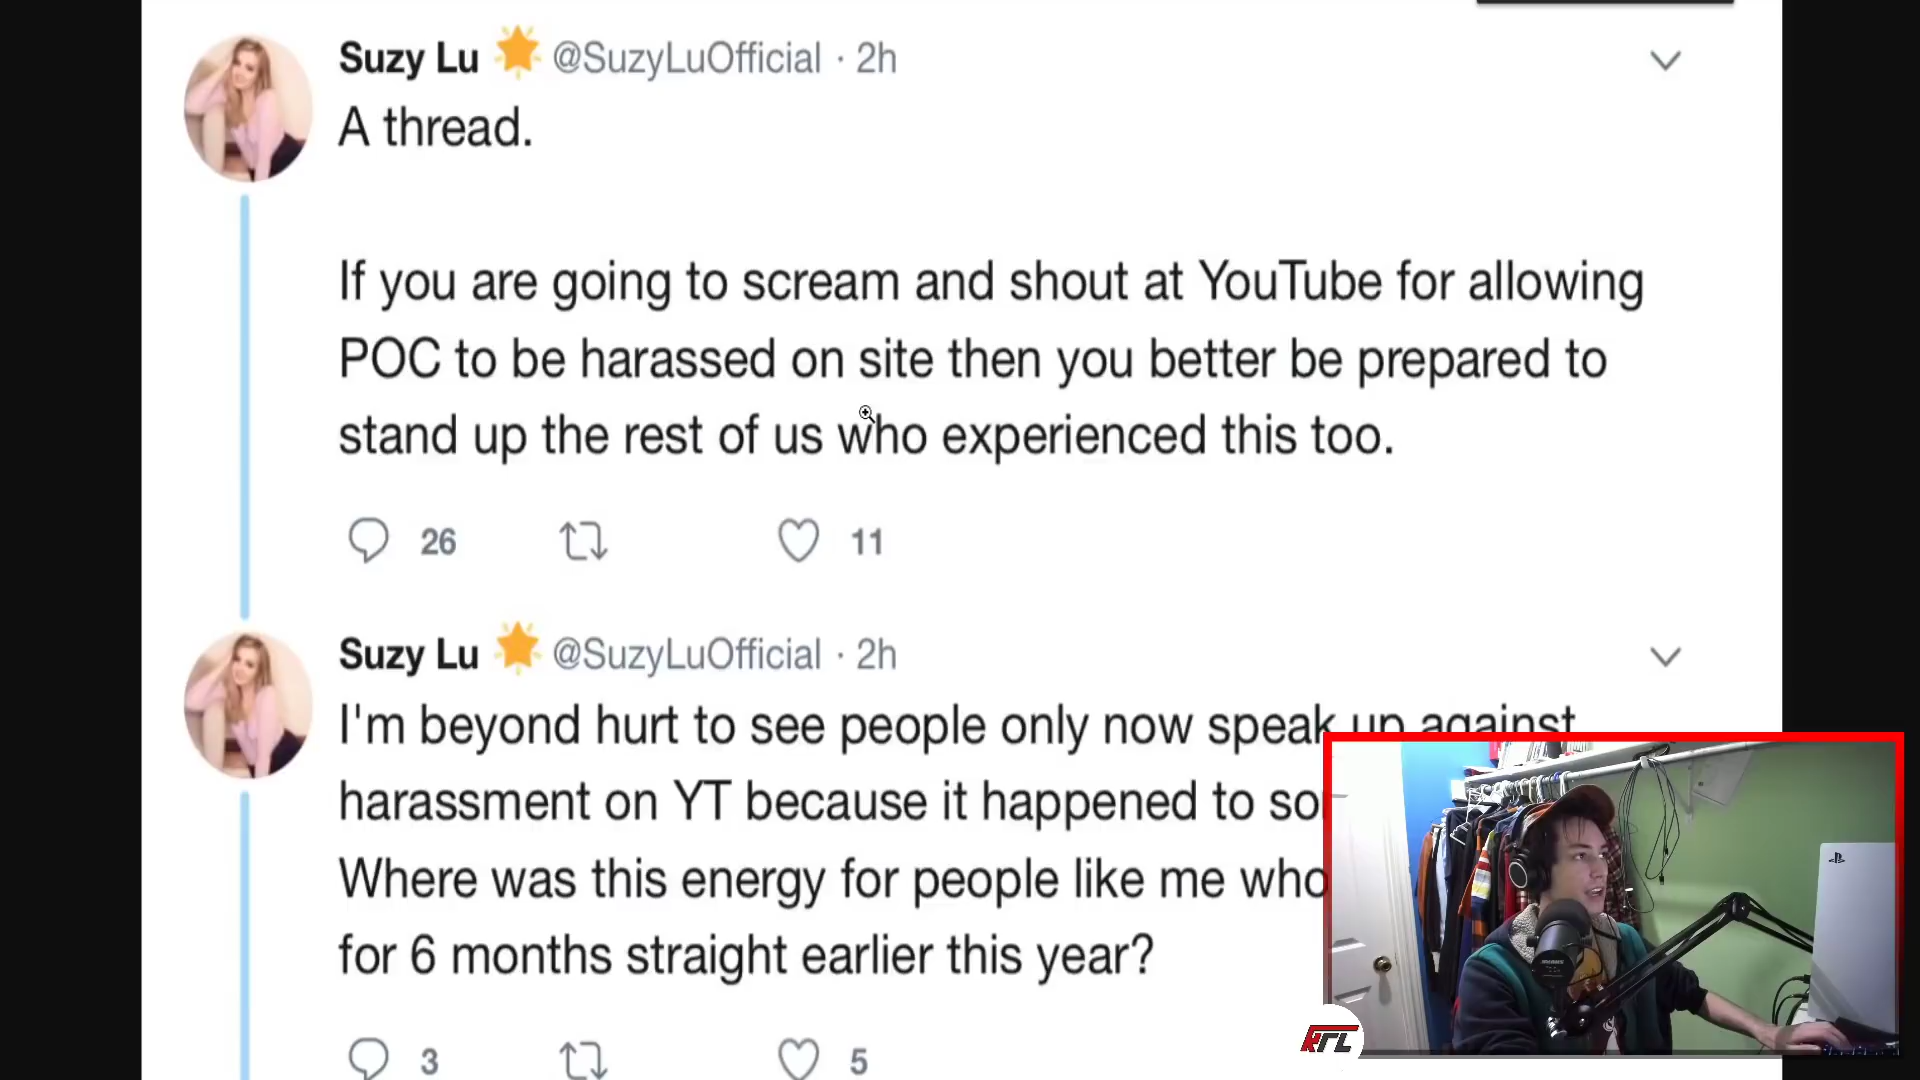 Suzy Lu @SuzyLuOfficial · 2h
A thread.
If you are going to scream and shout at YouTube for allowing
POC to be harassed on site then you better be prepared to
stand up the rest of us who experienced this too.
26 11
Suzy Lu @SuzyLuOfficial · 2h
I'm beyond hurt to see people only now speak up against
harassment on YT because it happened to
Where was this energy for people like me who
for 6 months straight earlier this year?
3 5
RFL